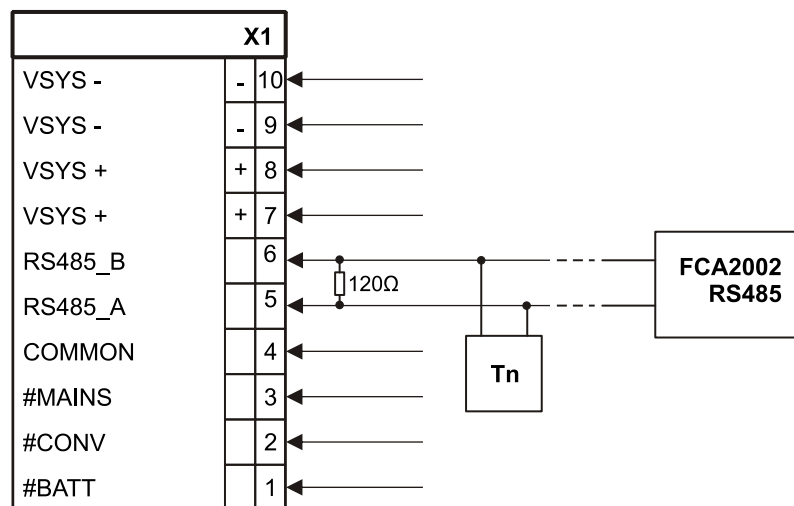 X1
VSYS - - 10
VSYS - - 9
VSYS + + 8
VSYS + + 7
RS485_B 6
RS485_A 5
COMMON 4
#MAINS 3
#CONV 2
#BATT 1
120Ω
Tn
FCA2002
RS485